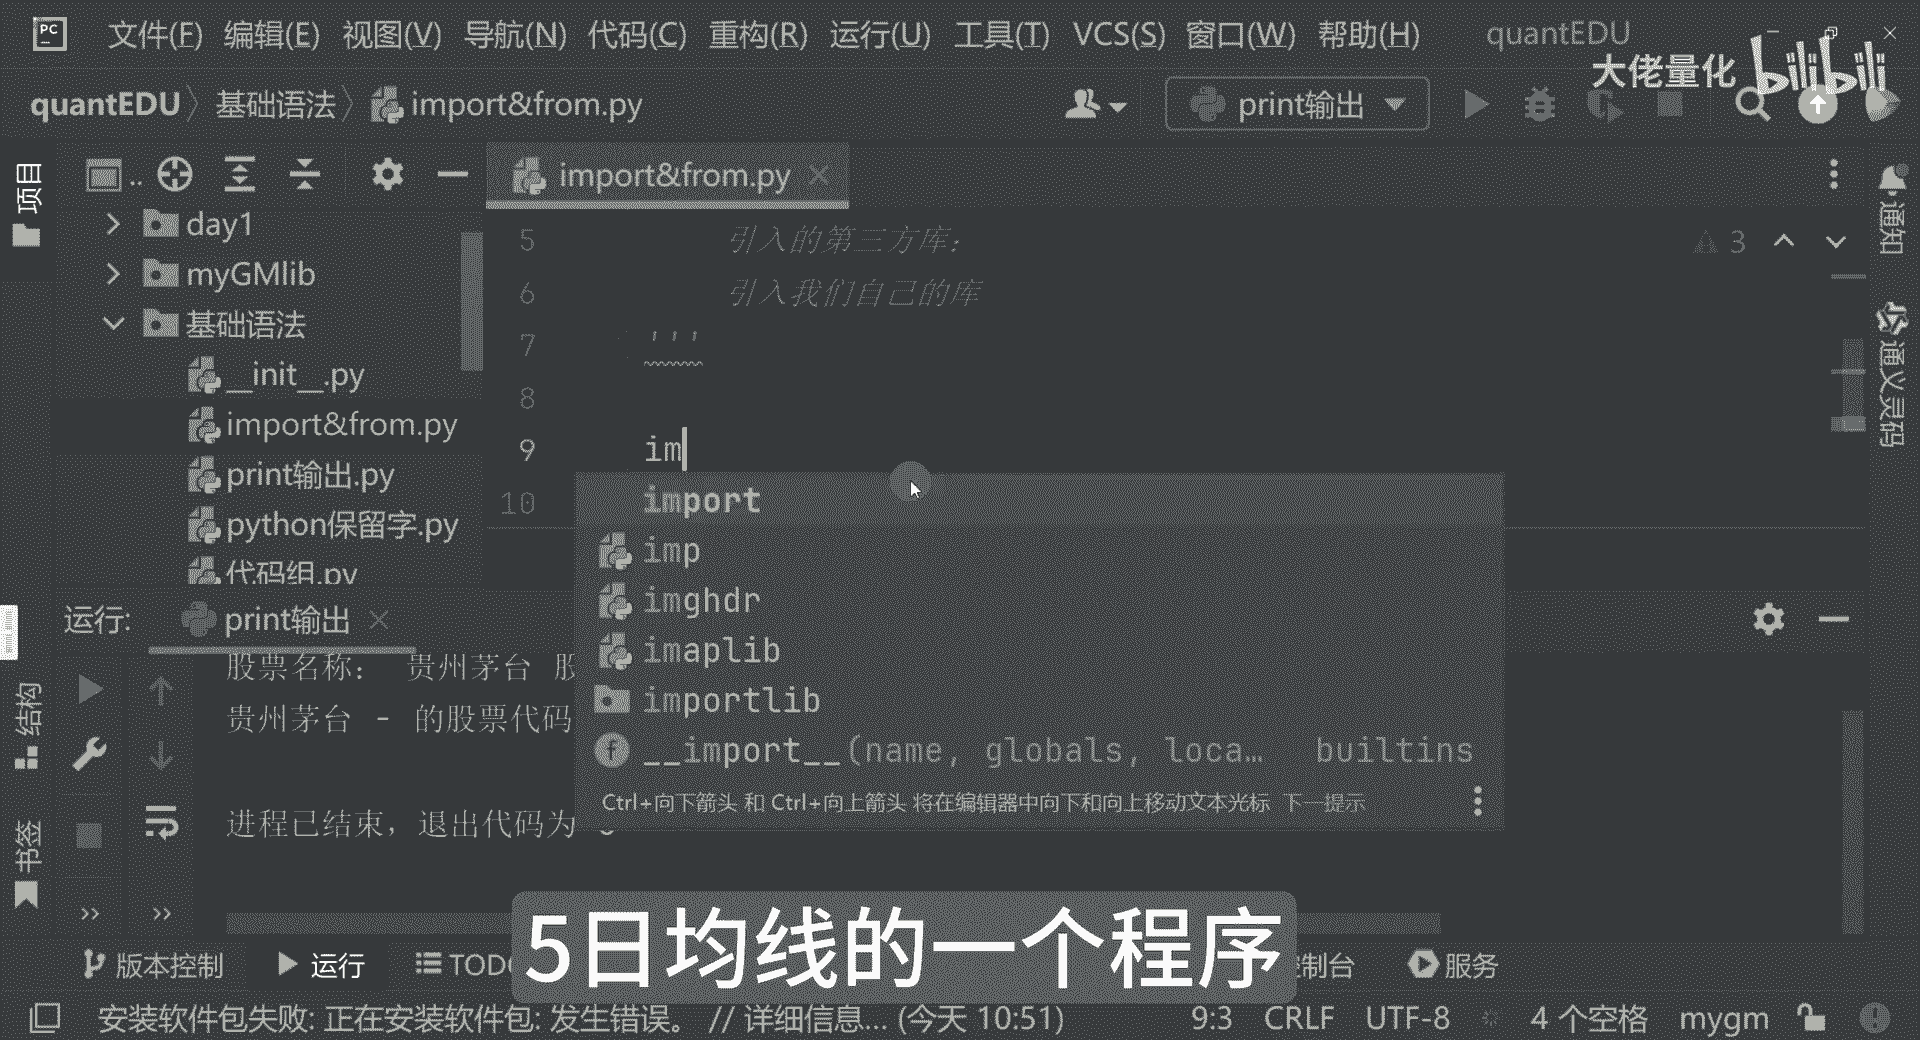 PC 文件(F) 编辑(E) 视图(V) 导航(N) 代码(C) 重构(R) 运行(U) 工具(T) VCS(S) 窗口(W) 帮助(H) quantEDU
大佬量化 bilibili
quantEDU 基础语法 import&from.py print输出
项目
import&from.py
day1
myGMlib
基础语法
__init__.py
import&from.py
print输出.py
python保留字.py
代码组.py
5 引入的第三方库：
6 引入我们自己的库
7 '''
8
9 im
10
3
import
imp
imghdr
imaplib
importlib
__import__(name, globals, loca… builtins
Ctrl+向下箭头 和 Ctrl+向上箭头 将在编辑器中向下和向上移动文本光标 下一提示
通知
通义灵码
运行: print输出
股票名称： 贵州茅台 股
贵州茅台 - 的股票代码
进程已结束，退出代码为
结构
书签
5日均线的一个程序
版本控制 运行 TODO 控制台 服务
安装软件包失败: 正在安装软件包: 发生错误。 // 详细信息... (今天 10:51) 9:3 CRLF UTF-8 4 个空格 mygm